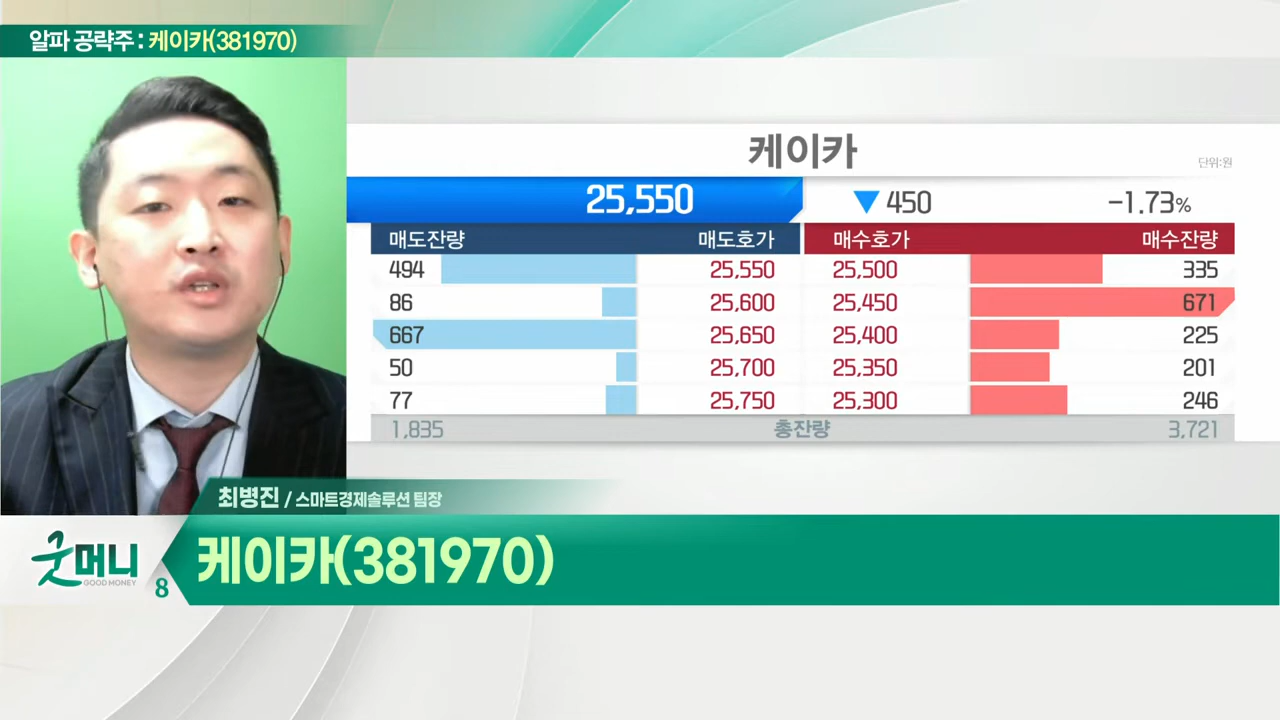 알파 공략주 : 케이카(381970)
케이카
단위:원
25,550 ▼ 450 -1.73%
매도잔량 매도호가 매수호가 매수잔량
494 25,550 25,500 335
86 25,600 25,450 671
667 25,650 25,400 225
50 25,700 25,350 201
77 25,750 25,300 246
1,835 총잔량 3,721
최병진 / 스마트경제솔루션 팀장
굿머니
GOOD MONEY
8
케이카(381970)